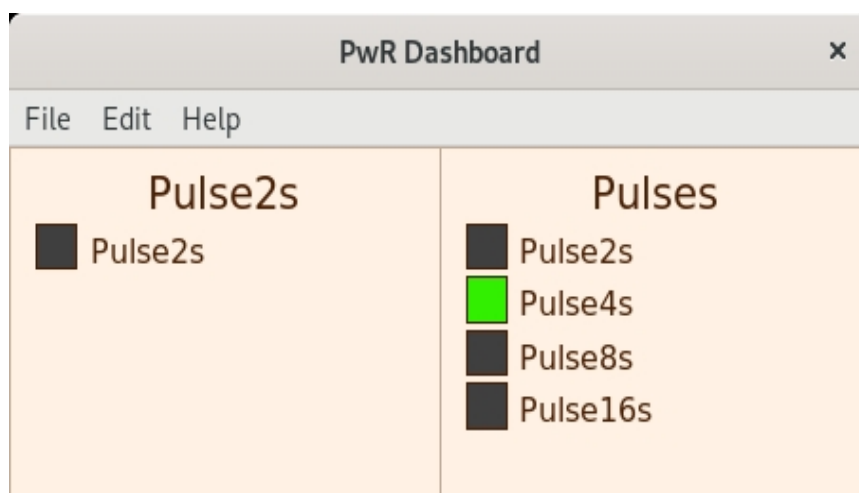 PwR Dashboard ×
File Edit Help
Pulse2s
Pulse2s
Pulses
Pulse2s
Pulse4s
Pulse8s
Pulse16s